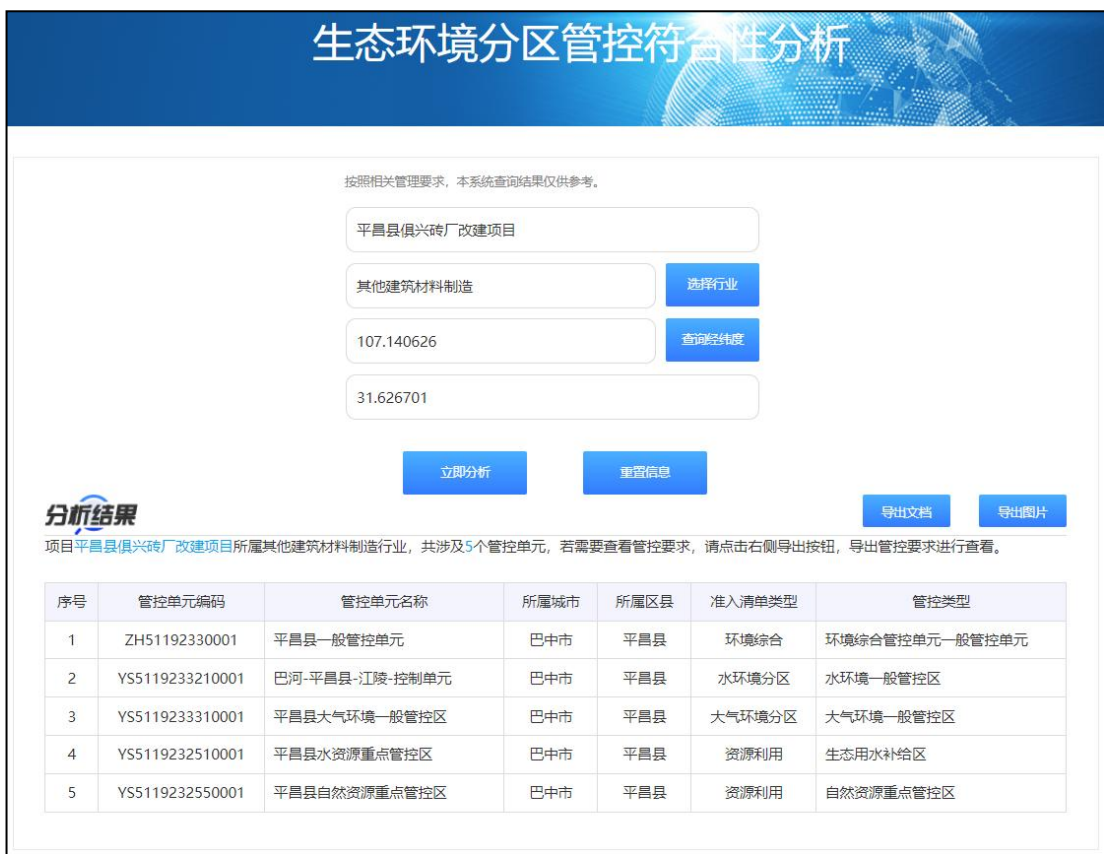 生态环境分区管控符合性分析
按照相关管理要求，本系统查询结果仅供参考。
平昌县俱兴砖厂改建项目
其他建筑材料制造 选择行业
107.140626 查询经纬度
31.626701
立即分析 重置信息
分析结果 导出文档 导出图片
项目平昌县俱兴砖厂改建项目所属其他建筑材料制造行业，共涉及5个管控单元，若需要查看管控要求，请点击右侧导出按钮，导出管控要求进行查看。
序号 管控单元编码 管控单元名称 所属城市 所属区县 准入清单类型 管控类型
1 ZH51192330001 平昌县一般管控单元 巴中市 平昌县 环境综合 环境综合管控单元一般管控单元
2 YS5119233210001 巴河-平昌县-江陵-控制单元 巴中市 平昌县 水环境分区 水环境一般管控区
3 YS5119233310001 平昌县大气环境一般管控区 巴中市 平昌县 大气环境分区 大气环境一般管控区
4 YS5119232510001 平昌县水资源重点管控区 巴中市 平昌县 资源利用 生态用水补给区
5 YS5119232550001 平昌县自然资源重点管控区 巴中市 平昌县 资源利用 自然资源重点管控区